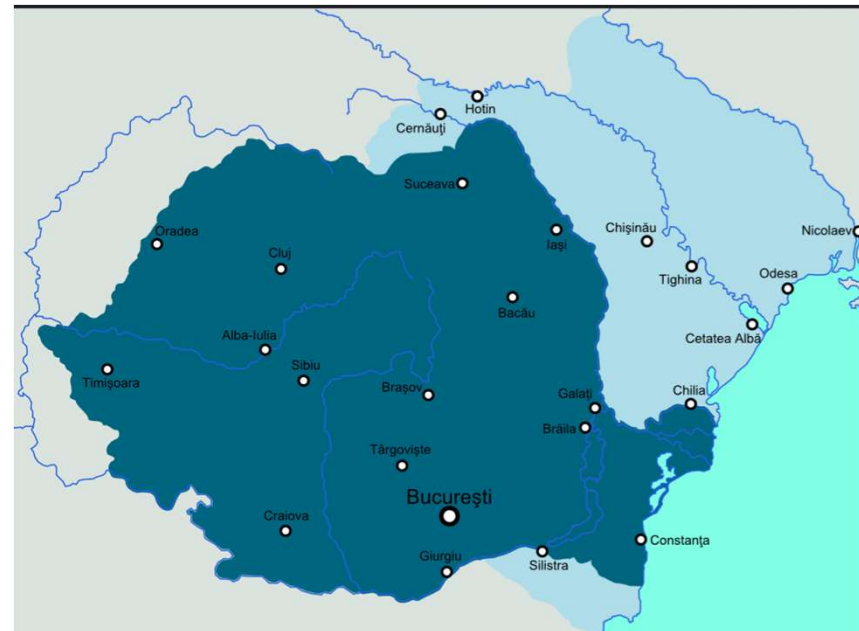 Hotin
Cernăuţi
Suceava
Oradea
Iaşi
Chişinău
Nicolaev
Cluj
Tighina
Odesa
Bacău
Cetatea Albă
Alba-Iulia
Sibiu
Timişoara
Braşov
Galaţi
Chilia
Brăila
Târgovişte
Bucureşti
Craiova
Constanţa
Giurgiu
Silistra